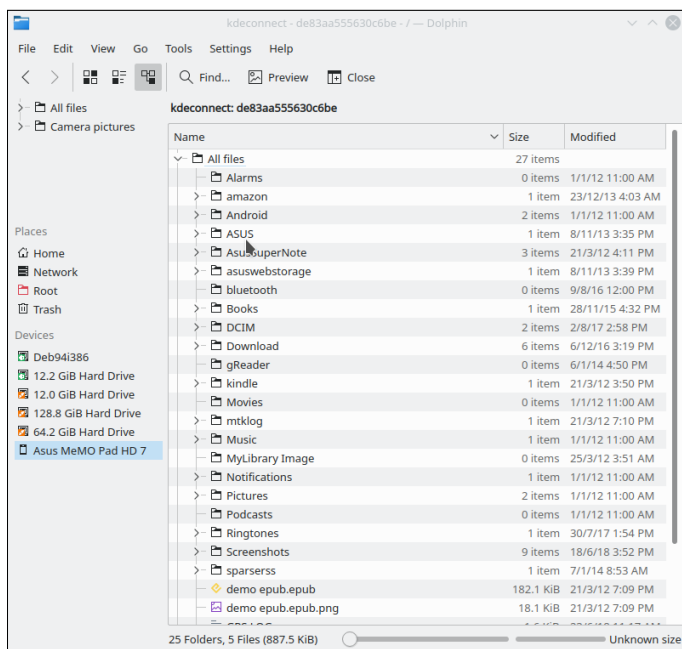 kdeconnect - de83aa555630c6be - / — Dolphin
File Edit View Go Tools Settings Help
Find... Preview Close
All files
Camera pictures
Places
Home
Network
Root
Trash
Devices
Deb94i386
12.2 GiB Hard Drive
12.0 GiB Hard Drive
128.8 GiB Hard Drive
64.2 GiB Hard Drive
Asus MeMO Pad HD 7
kdeconnect: de83aa555630c6be
Name Size Modified
All files 27 items
Alarms 0 items 1/1/12 11:00 AM
amazon 1 item 23/12/13 4:03 AM
Android 2 items 1/1/12 11:00 AM
ASUS 1 item 8/11/13 3:35 PM
AsusSuperNote 3 items 21/3/12 4:11 PM
asuswebstorage 1 item 8/11/13 3:39 PM
bluetooth 0 items 9/8/16 12:00 PM
Books 1 item 28/11/15 4:32 PM
DCIM 2 items 2/8/17 2:58 PM
Download 6 items 6/12/16 3:19 PM
gReader 0 items 6/1/14 4:50 PM
kindle 1 item 21/3/12 3:50 PM
Movies 0 items 1/1/12 11:00 AM
mtklog 1 item 21/3/12 7:10 PM
Music 1 item 1/1/12 11:00 AM
MyLibrary Image 0 items 25/3/12 3:51 AM
Notifications 1 item 1/1/12 11:00 AM
Pictures 2 items 1/1/12 11:00 AM
Podcasts 0 items 1/1/12 11:00 AM
Ringtones 1 item 30/7/17 1:54 PM
Screenshots 9 items 18/6/18 3:52 PM
sparserss 1 item 7/1/14 8:53 AM
demo epub.epub 182.1 KiB 21/3/12 7:09 PM
demo epub.epub.png 18.1 KiB 21/3/12 7:09 PM
25 Folders, 5 Files (887.5 KiB) Unknown size